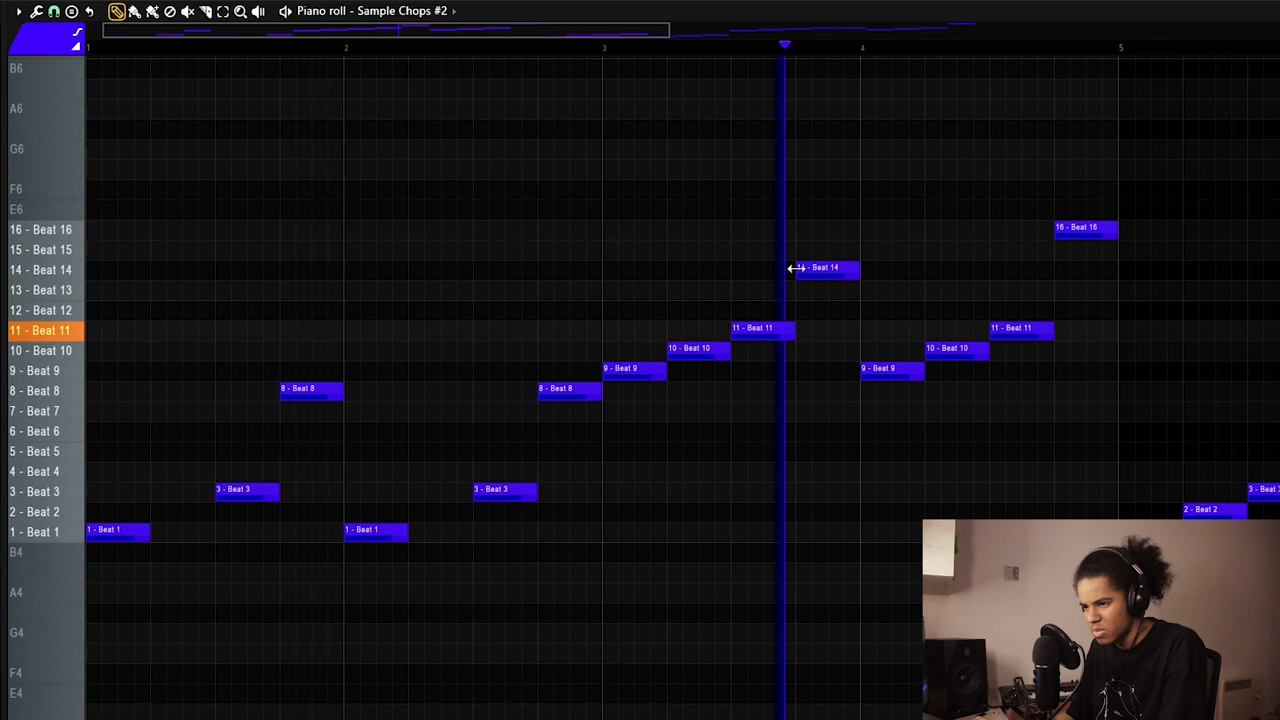 Piano roll - Sample Chops #2
1 2 3 4 5
B6
A6
G6
F6
E6
16 - Beat 16
16 - Beat 16
15 - Beat 15
14 - Beat 14
- Beat 14
13 - Beat 13
12 - Beat 12
11 - Beat 11
11 - Beat 11
11 - Beat 11
10 - Beat 10
10 - Beat 10
10 - Beat 10
9 - Beat 9
9 - Beat 9
9 - Beat 9
8 - Beat 8
8 - Beat 8
8 - Beat 8
7 - Beat 7
6 - Beat 6
5 - Beat 5
4 - Beat 4
3 - Beat 3
3 - Beat 3
3 - Beat 3
3 - Beat
2 - Beat 2
2 - Beat 2
1 - Beat 1
1 - Beat 1
1 - Beat 1
B4
A4
G4
F4
E4